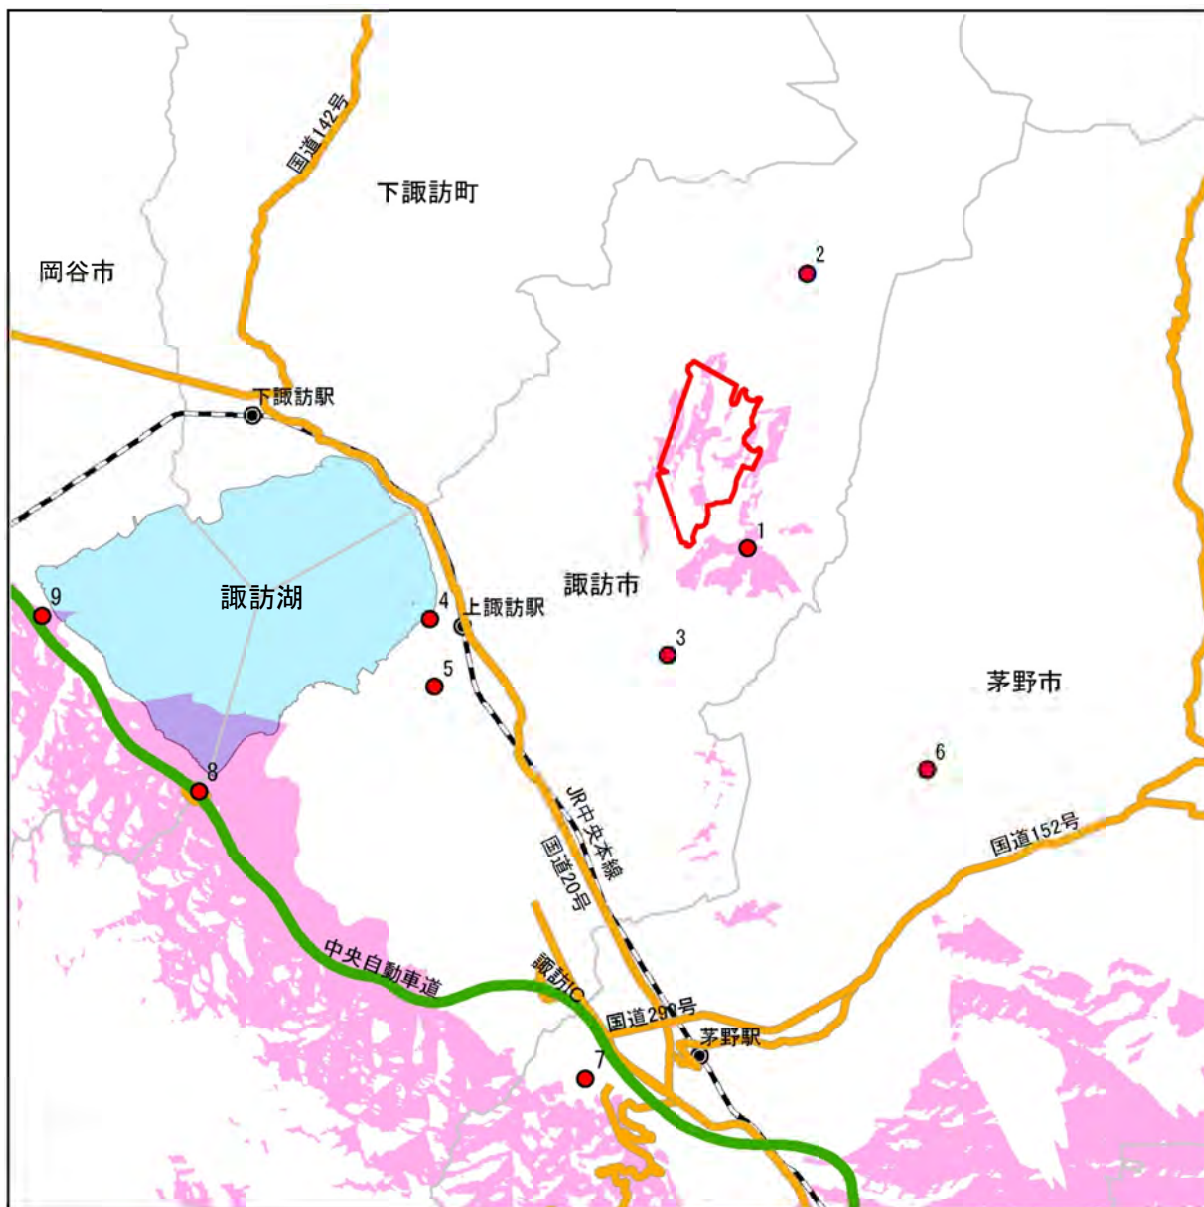 国道142号
下諏訪町
岡谷市
2
下諏訪駅
1
諏訪市
諏訪湖
9
4
上諏訪駅
3
5
茅野市
6
8
JR中央本線
国道20号
国道152号
中央自動車道
諏訪IC
国道299号
茅野駅
7